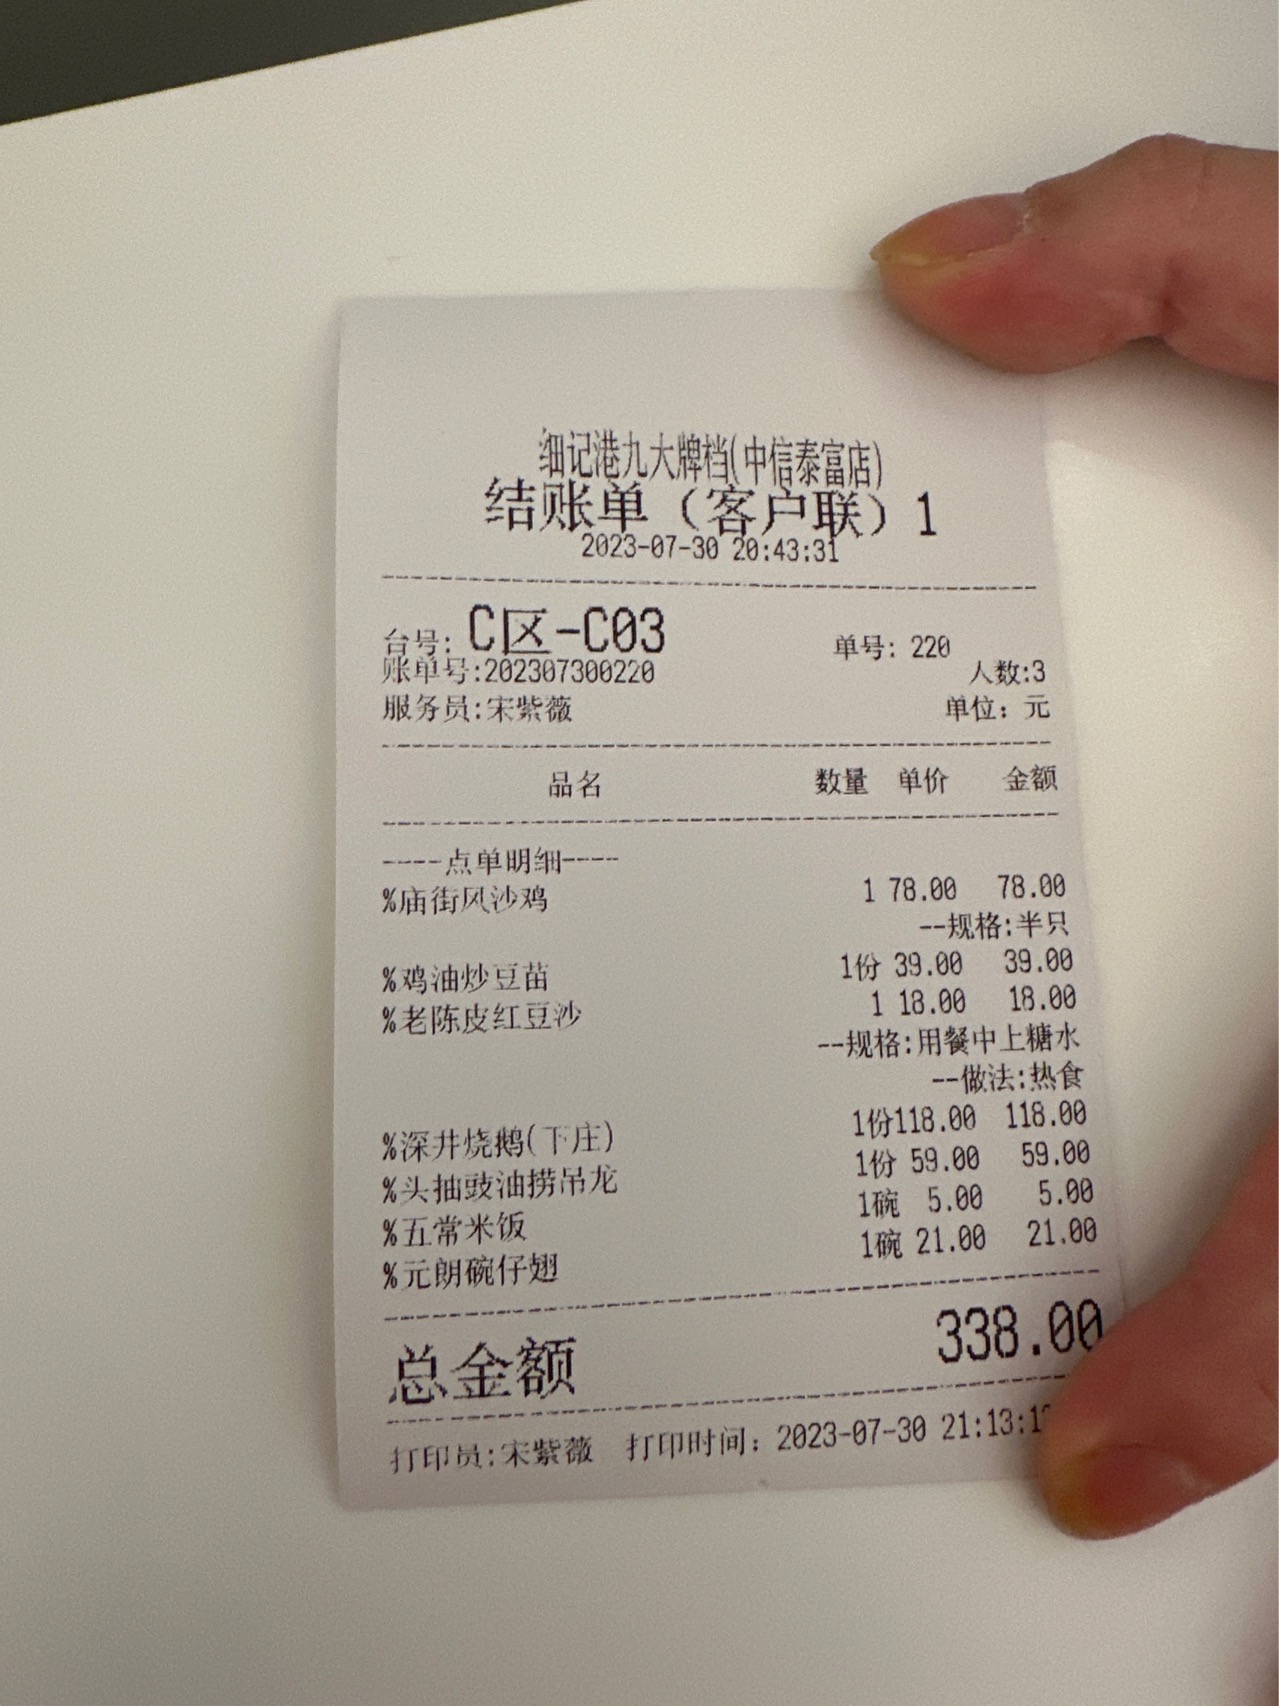 细记港九大牌档(中信泰富店)
结账单（客户联）1
2023-07-30 20:43:31
台号: C区-C03 单号: 220
账单号:202307300220 人数:3
服务员:宋紫薇 单位: 元
品名 数量 单价 金额
----点单明细----
%庙街风沙鸡 1 78.00 78.00
--规格:半只
%鸡油炒豆苗 1份 39.00 39.00
%老陈皮红豆沙 1 18.00 18.00
--规格:用餐中上糖水
--做法:热食
%深井烧鹅(下庄) 1份118.00 118.00
%头抽豉油捞吊龙 1份 59.00 59.00
%五常米饭 1碗 5.00 5.00
%元朗碗仔翅 1碗 21.00 21.00
总金额 338.00
打印员:宋紫薇 打印时间: 2023-07-30